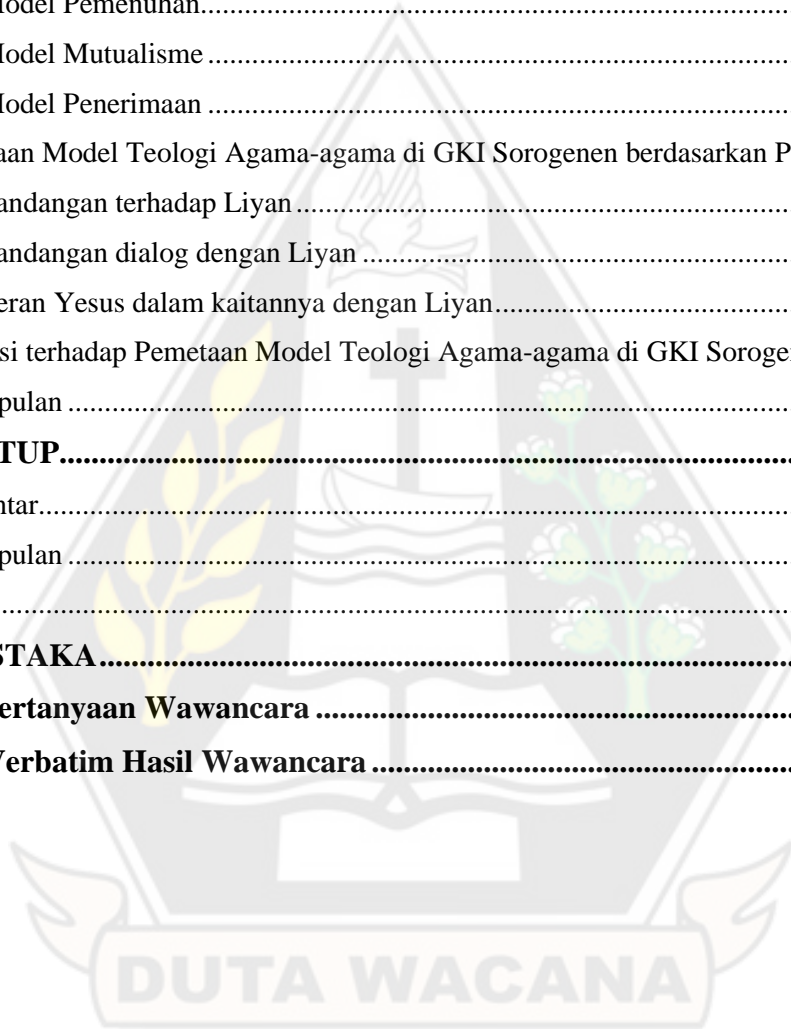 Model Pemenuhan..........
Model Mutualisme..........
Model Penerimaan..........
aan Model Teologi Agama-agama di GKI Sorogenen berdasarkan P
andangan terhadap Liyan..........
andangan dialog dengan Liyan..........
eran Yesus dalam kaitannya dengan Liyan..........
si terhadap Pemetaan Model Teologi Agama-agama di GKI Soroge
pulan..........
TUP..........
ntar..........
pulan..........
..........
STAKA..........
ertanyaan Wawancara..........
Verbatim Hasil Wawancara..........
DUTA WACANA